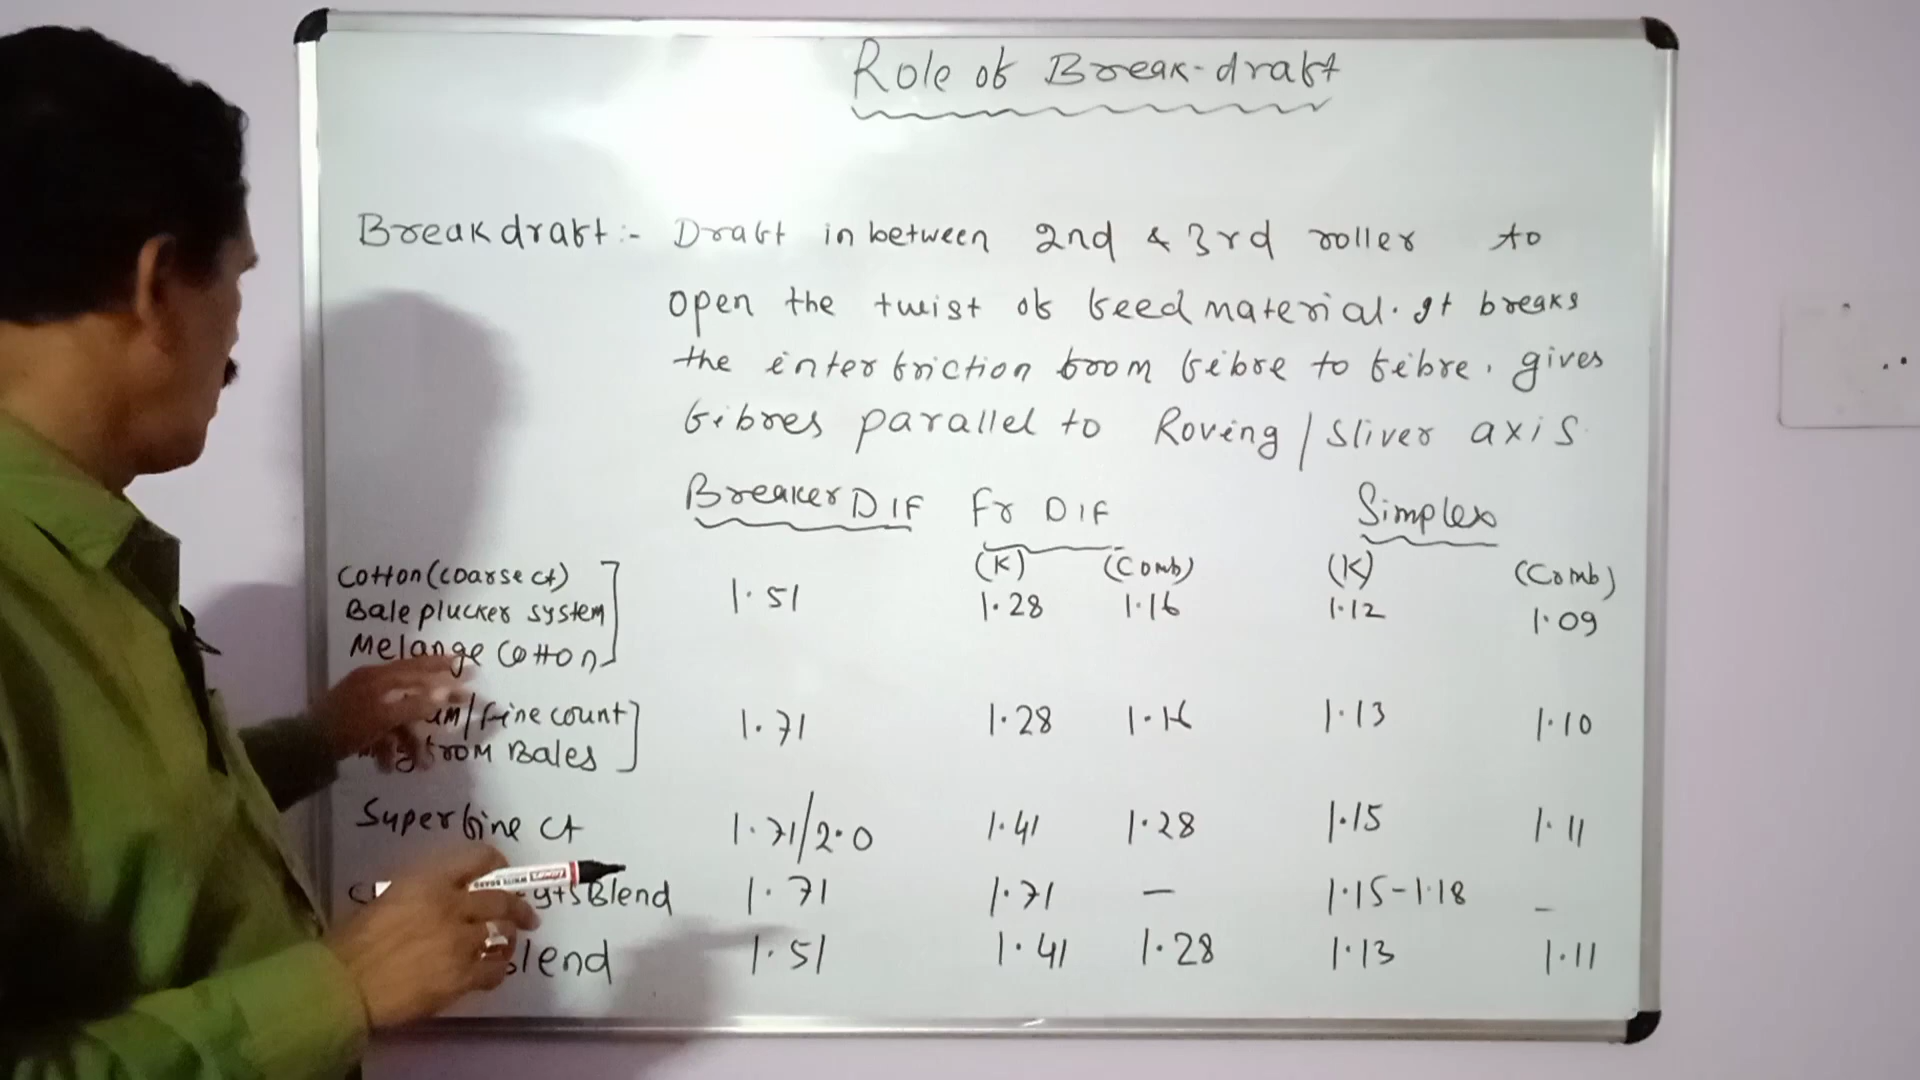 Role of Break-draft
Break draft :- Draft in between 2nd & 3rd roller to
open the twist of feed material. It breaks
the inter friction from fibre to fibre, gives
fibres parallel to Roving / Sliver axis
Breaker D/F Fr D/F Simplex
(K) (Comb) (K) (Comb)
Cotton (coarse ct)
Bale plucker system 1.51 1.28 1.16 1.12 1.09
Melange Cotton
/fine count 1.71 1.28 1.16 1.13 1.10
from Bales
Superfine ct 1.71/2.0 1.41 1.28 1.15 1.11
Blend 1.71 1.71 — 1.15-1.18 —
Blend 1.51 1.41 1.28 1.13 1.11